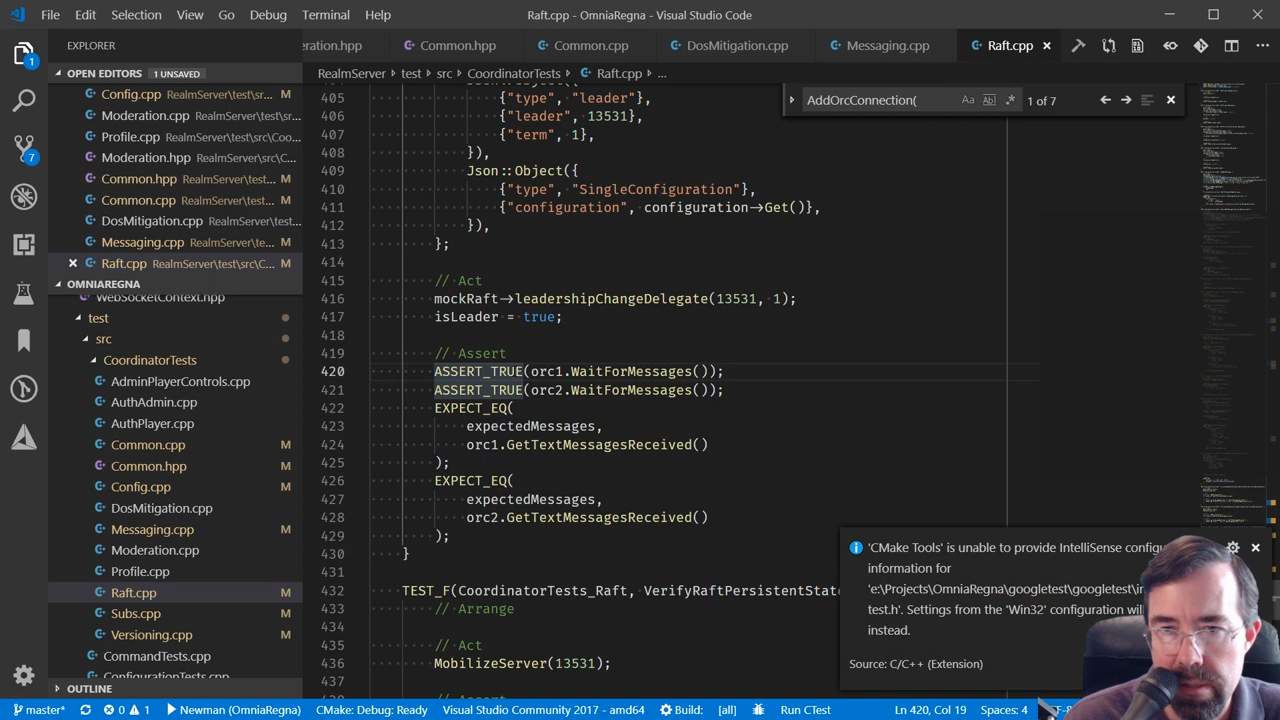 File Edit Selection View Go Debug Terminal Help
Raft.cpp - OmniaRegna - Visual Studio Code
EXPLORER
eration.hpp Common.hpp Common.cpp DosMitigation.cpp Messaging.cpp Raft.cpp
OPEN EDITORS 1 UNSAVED
Config.cpp RealmServer\test\sr... M
Moderation.cpp RealmServer\test...
Profile.cpp RealmServer\test\src\Coo...
Moderation.hpp RealmServer\src\C...
Common.hpp RealmServer\test... M
Common.cpp RealmServer\test... M
DosMitigation.cpp RealmServer\test...
Messaging.cpp RealmServer\te... M
Raft.cpp RealmServer\test\src\C... M
OMNIAREGNA
WebSocketContext.hpp
test
src
CoordinatorTests
AdminPlayerControls.cpp
AuthAdmin.cpp
AuthPlayer.cpp
Common.cpp M
Common.hpp M
Config.cpp M
DosMitigation.cpp
Messaging.cpp M
Moderation.cpp
Profile.cpp
Raft.cpp M
Subs.cpp M
Versioning.cpp M
CommandTests.cpp
ConfigurationTests.cpp
OUTLINE
RealmServer > test > src > CoordinatorTests > Raft.cpp > ...
AddOrcConnection( Aa Abl .* 1 of 7
405 {"type", "leader"},
406 {"leader", 13531},
407 {"term", 1},
408 }),
409 Json::Object({
410 {"type", "SingleConfiguration"},
411 {"configuration", configuration->Get()},
412 }),
413 };
414
415 // Act
416 mockRaft->leadershipChangeDelegate(13531, 1);
417 isLeader = true;
418
419 // Assert
420 ASSERT_TRUE(orc1.WaitForMessages());
421 ASSERT_TRUE(orc2.WaitForMessages());
422 EXPECT_EQ(
423 expectedMessages,
424 orc1.GetTextMessagesReceived()
425 );
426 EXPECT_EQ(
427 expectedMessages,
428 orc2.GetTextMessagesReceived()
429 );
430 }
431
432 TEST_F(CoordinatorTests_Raft, VerifyRaftPersistentState
433 // Arrange
434
435 // Act
436 MobilizeServer(13531);
437
438 // Assert
'CMake Tools' is unable to provide IntelliSense configu
information for
'e:\Projects\OmniaRegna\googletest\googletest\in
test.h'. Settings from the 'Win32' configuration will
instead.
Source: C/C++ (Extension)
master* 0 1 Newman (OmniaRegna) CMake: Debug: Ready Visual Studio Community 2017 - amd64 Build: [all] Run CTest Ln 420, Col 19 Spaces: 4